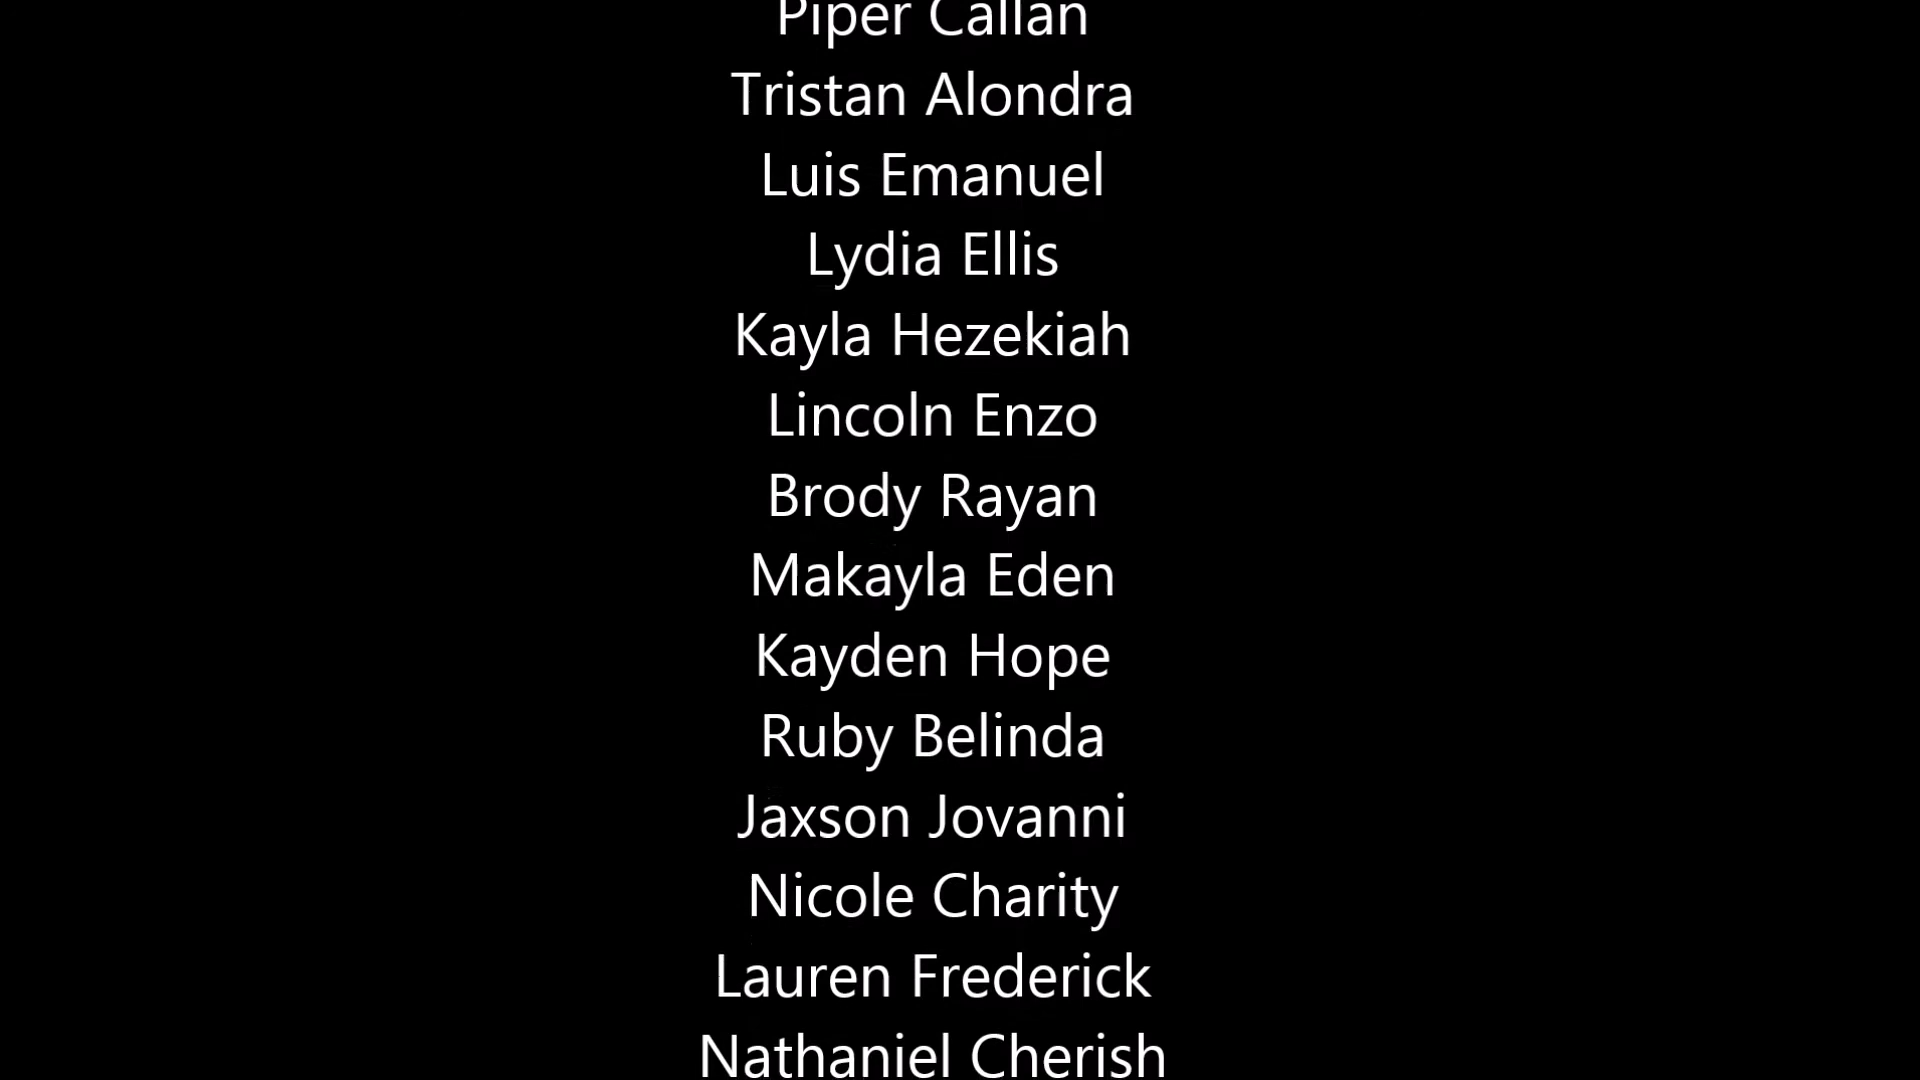 Piper Callan
Tristan Alondra
Luis Emanuel
Lydia Ellis
Kayla Hezekiah
Lincoln Enzo
Brody Rayan
Makayla Eden
Kayden Hope
Ruby Belinda
Jaxson Jovanni
Nicole Charity
Lauren Frederick
Nathaniel Cherish